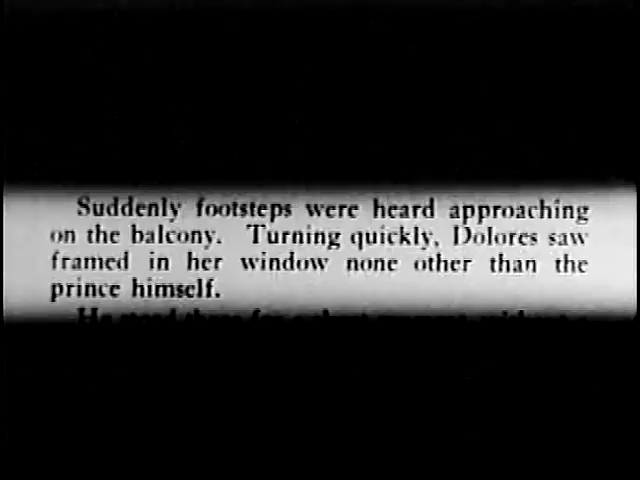 Suddenly footsteps were heard approaching
on the balcony. Turning quickly, Dolores saw
framed in her window none other than the
prince himself.